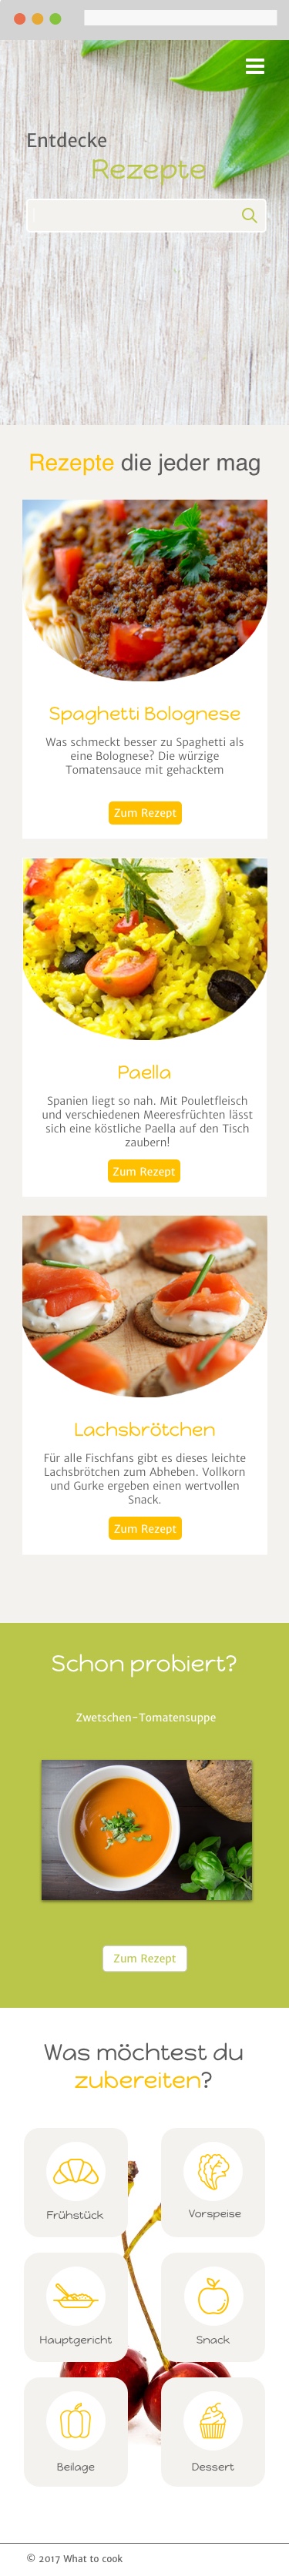 Entdecke
Rezepte
Rezepte die jeder mag
Spaghetti Bolognese
Was schmeckt besser zu Spaghetti als
eine Bolognese? Die würzige
Tomatensauce mit gehacktem
Zum Rezept
Paella
Spanien liegt so nah. Mit Pouletfleisch
und verschiedenen Meeresfrüchten lässt
sich eine köstliche Paella auf den Tisch
zaubern!
Zum Rezept
Lachsbrötchen
Für alle Fischfans gibt es dieses leichte
Lachsbrötchen zum Abheben. Vollkorn
und Gurke ergeben einen wertvollen
Snack.
Zum Rezept
Schon probiert?
Zwetschen-Tomatensuppe
Zum Rezept
Was möchtest du
zubereiten?
Frühstück
Vorspeise
Hauptgericht
Snack
Beilage
Dessert
© 2017 What to cook